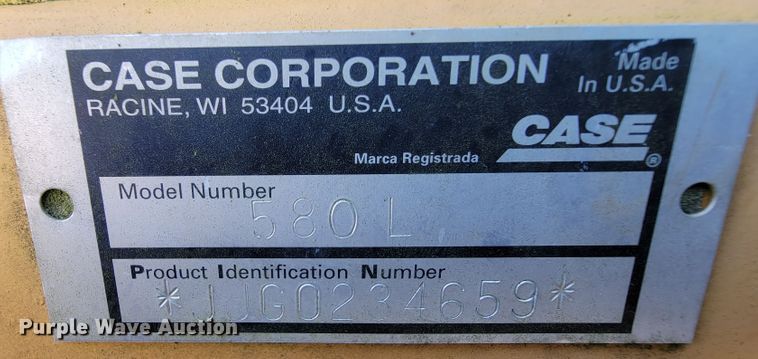 CASE CORPORATION
RACINE, WI 53404 U.S.A.
Made
In U.S.A.
CASE
®
Marca Registrada
Model Number
580 L
Product Identification Number
*JJG0234659*
Purple Wave Auction